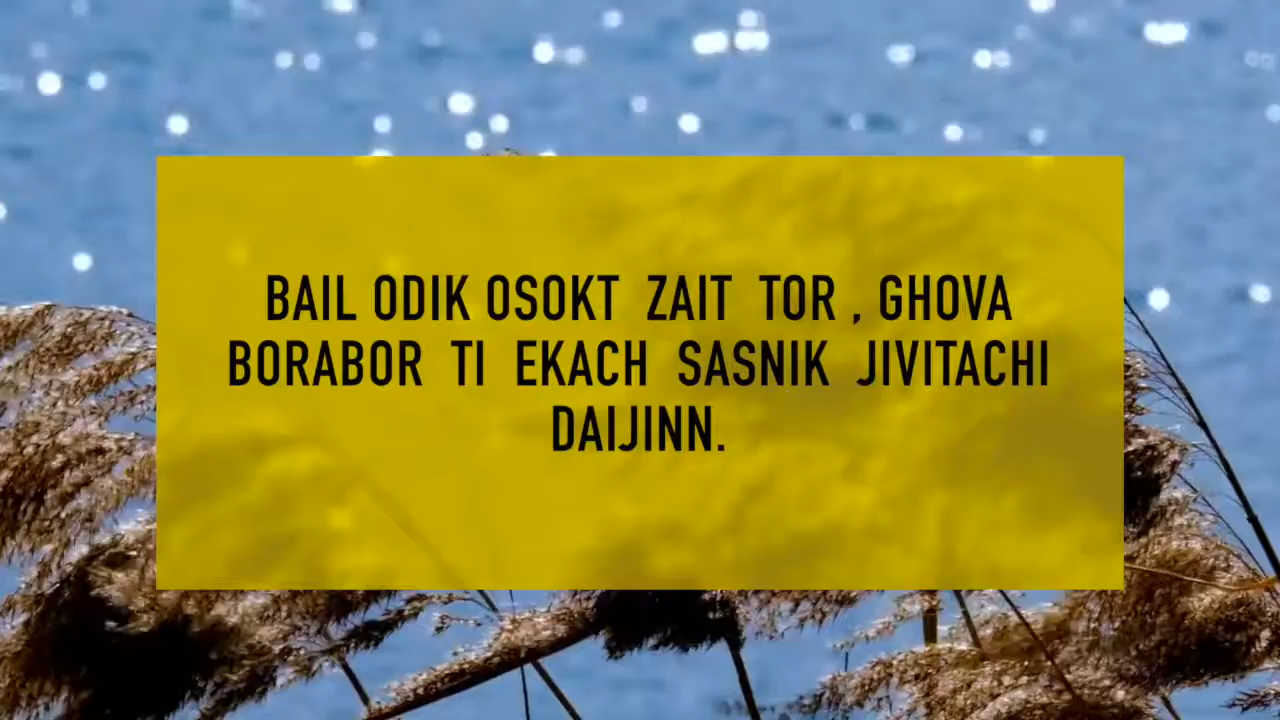 BAIL ODIK OSOKT ZAIT TOR , GHOVA
BORABOR TI EKACH SASNIK JIVITACHI
DAIJINN.